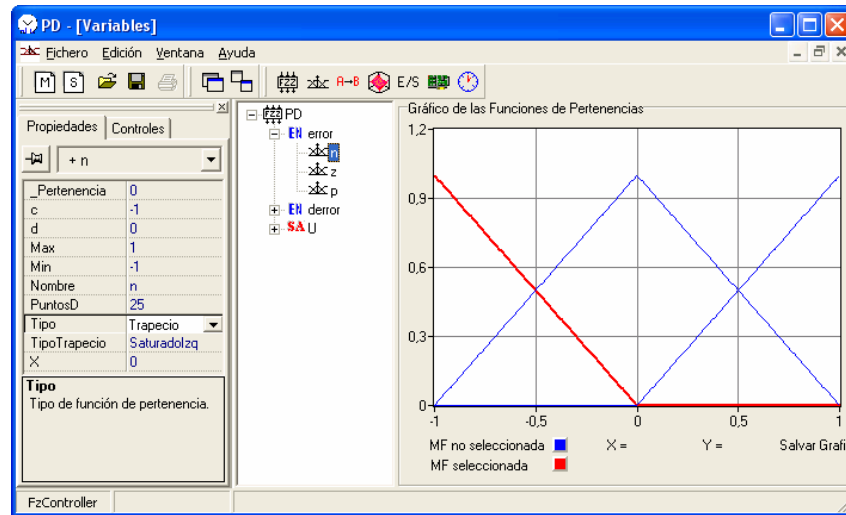 PD - [Variables]
Fichero Edición Ventana Ayuda
M S FZZ A→B E/S
Propiedades Controles
+ n
_Pertenencia 0
c -1
d 0
Max 1
Min -1
Nombre n
PuntosD 25
Tipo Trapecio
TipoTrapecio SaturadoIzq
X 0
Tipo
Tipo de función de pertenencia.
FZZ PD
EN error
n
z
p
EN derror
SA U
Gráfico de las Funciones de Pertenencias
1,2
0,9
0,6
0,3
0
-1 -0,5 0 0,5 1
MF no seleccionada X = Y = Salvar Grafi
MF seleccionada
FzController